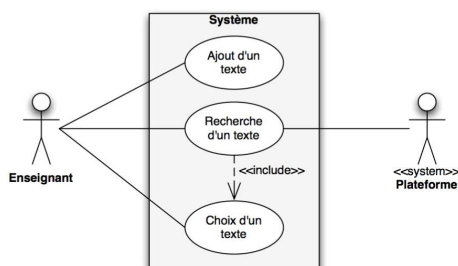 Système
Ajout d'un
texte
Recherche
d'un texte
<<include>>
Choix d'un
texte
Enseignant
<<system>>
Plateforme